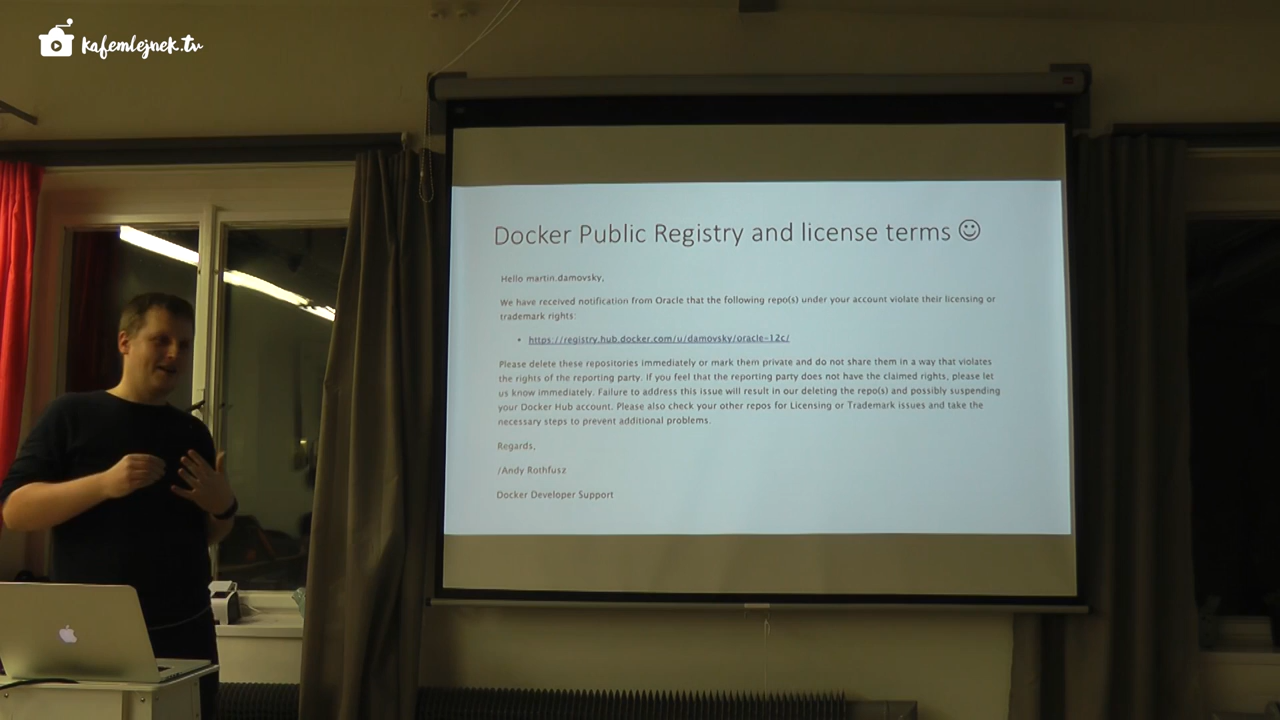 kafemlejnek.tv
Docker Public Registry and license terms ☺
Hello martin.damovsky,
We have received notification from Oracle that the following repo(s) under your account violate their licensing or
trademark rights:
• https://registry.hub.docker.com/u/damovsky/oracle-12c/
Please delete these repositories immediately or mark them private and do not share them in a way that violates
the rights of the reporting party. If you feel that the reporting party does not have the claimed rights, please let
us know immediately. Failure to address this issue will result in our deleting the repo(s) and possibly suspending
your Docker Hub account. Please also check your other repos for Licensing or Trademark issues and take the
necessary steps to prevent additional problems.
Regards,
/Andy Rothfusz
Docker Developer Support